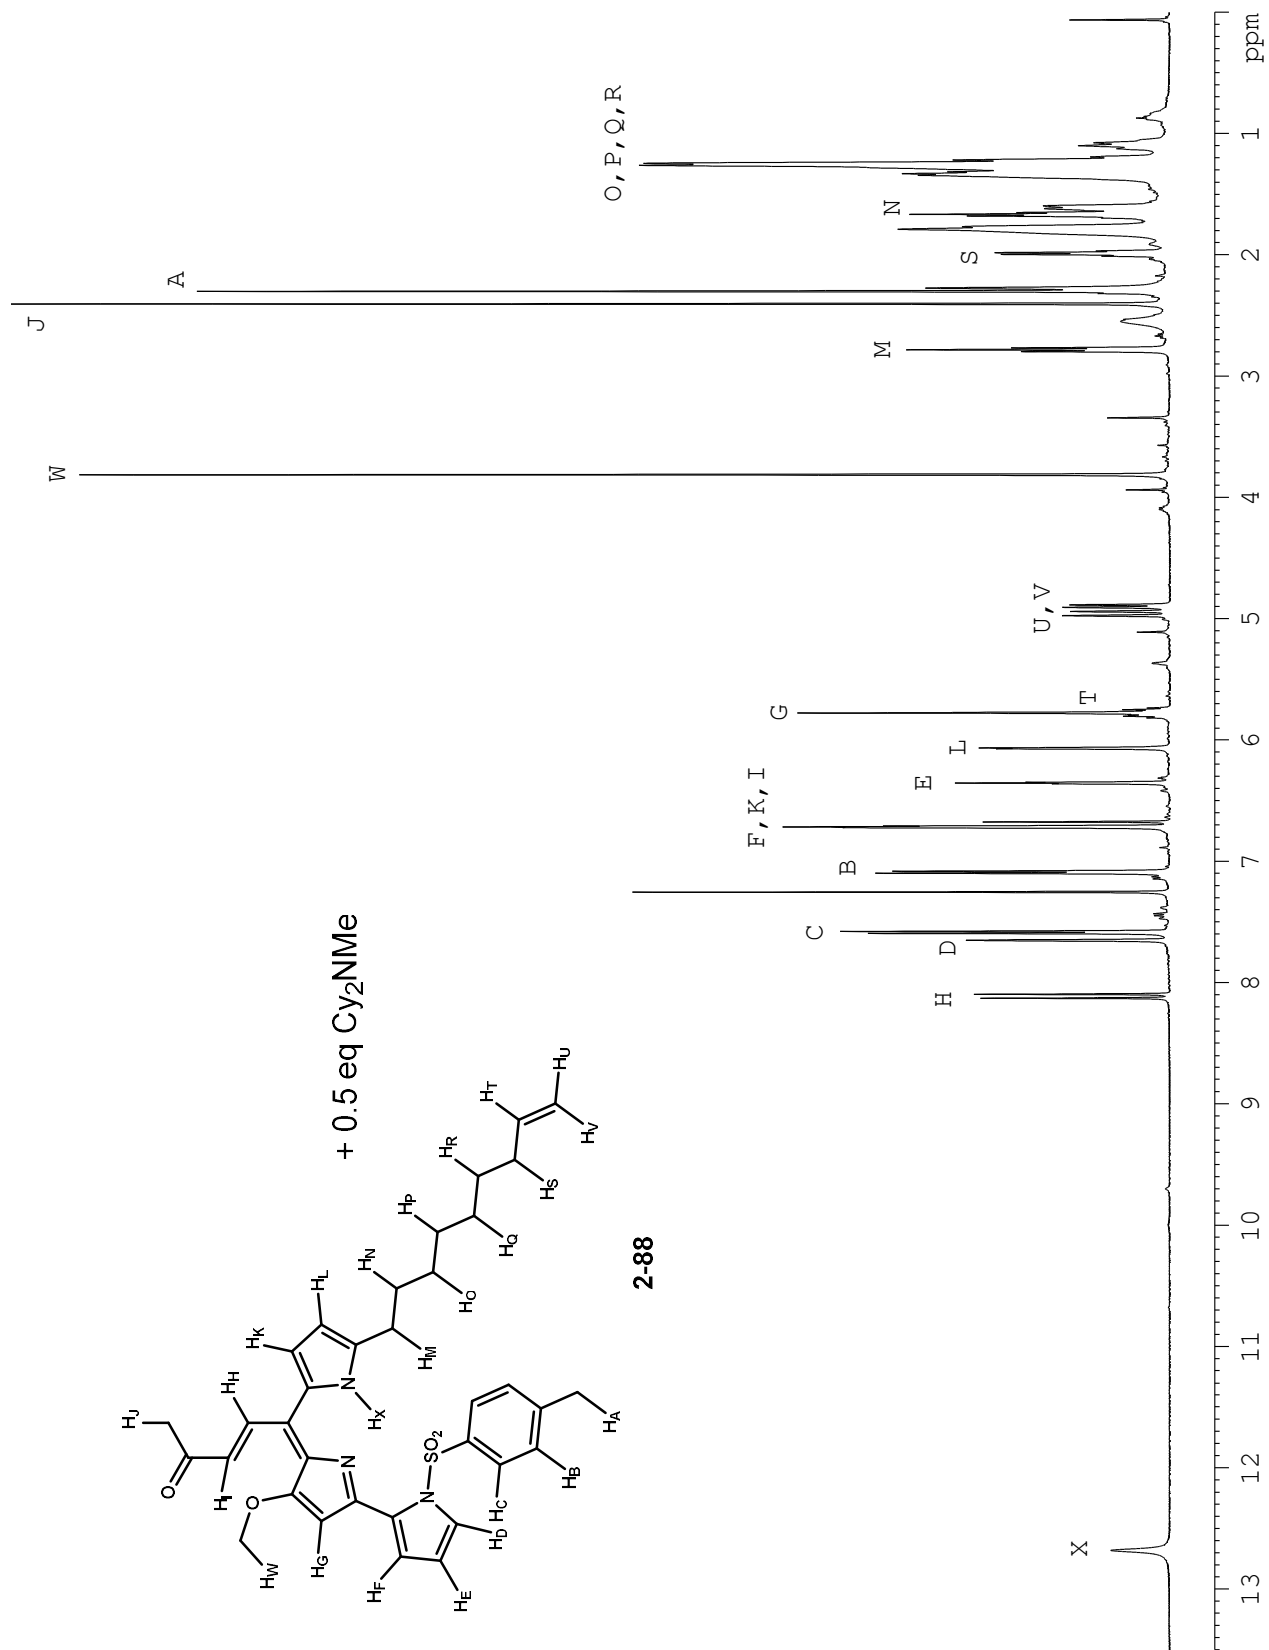 + 0.5 eq Cy2NMe
HJ
O
HI
HH
HK
HL
O
HW
HG
N
N
HX
HN
HM
HO
HP
HQ
HR
HS
HT
HU
HV
HF
HE
HD
N
SO2
HC
HB
HA
2-88
X
H
D
C
B
F,K,I
E
L
G
T
U,V
W
M
J
A
S
N
O,P,Q,R
13
12
11
10
9
8
7
6
5
4
3
2
1
ppm